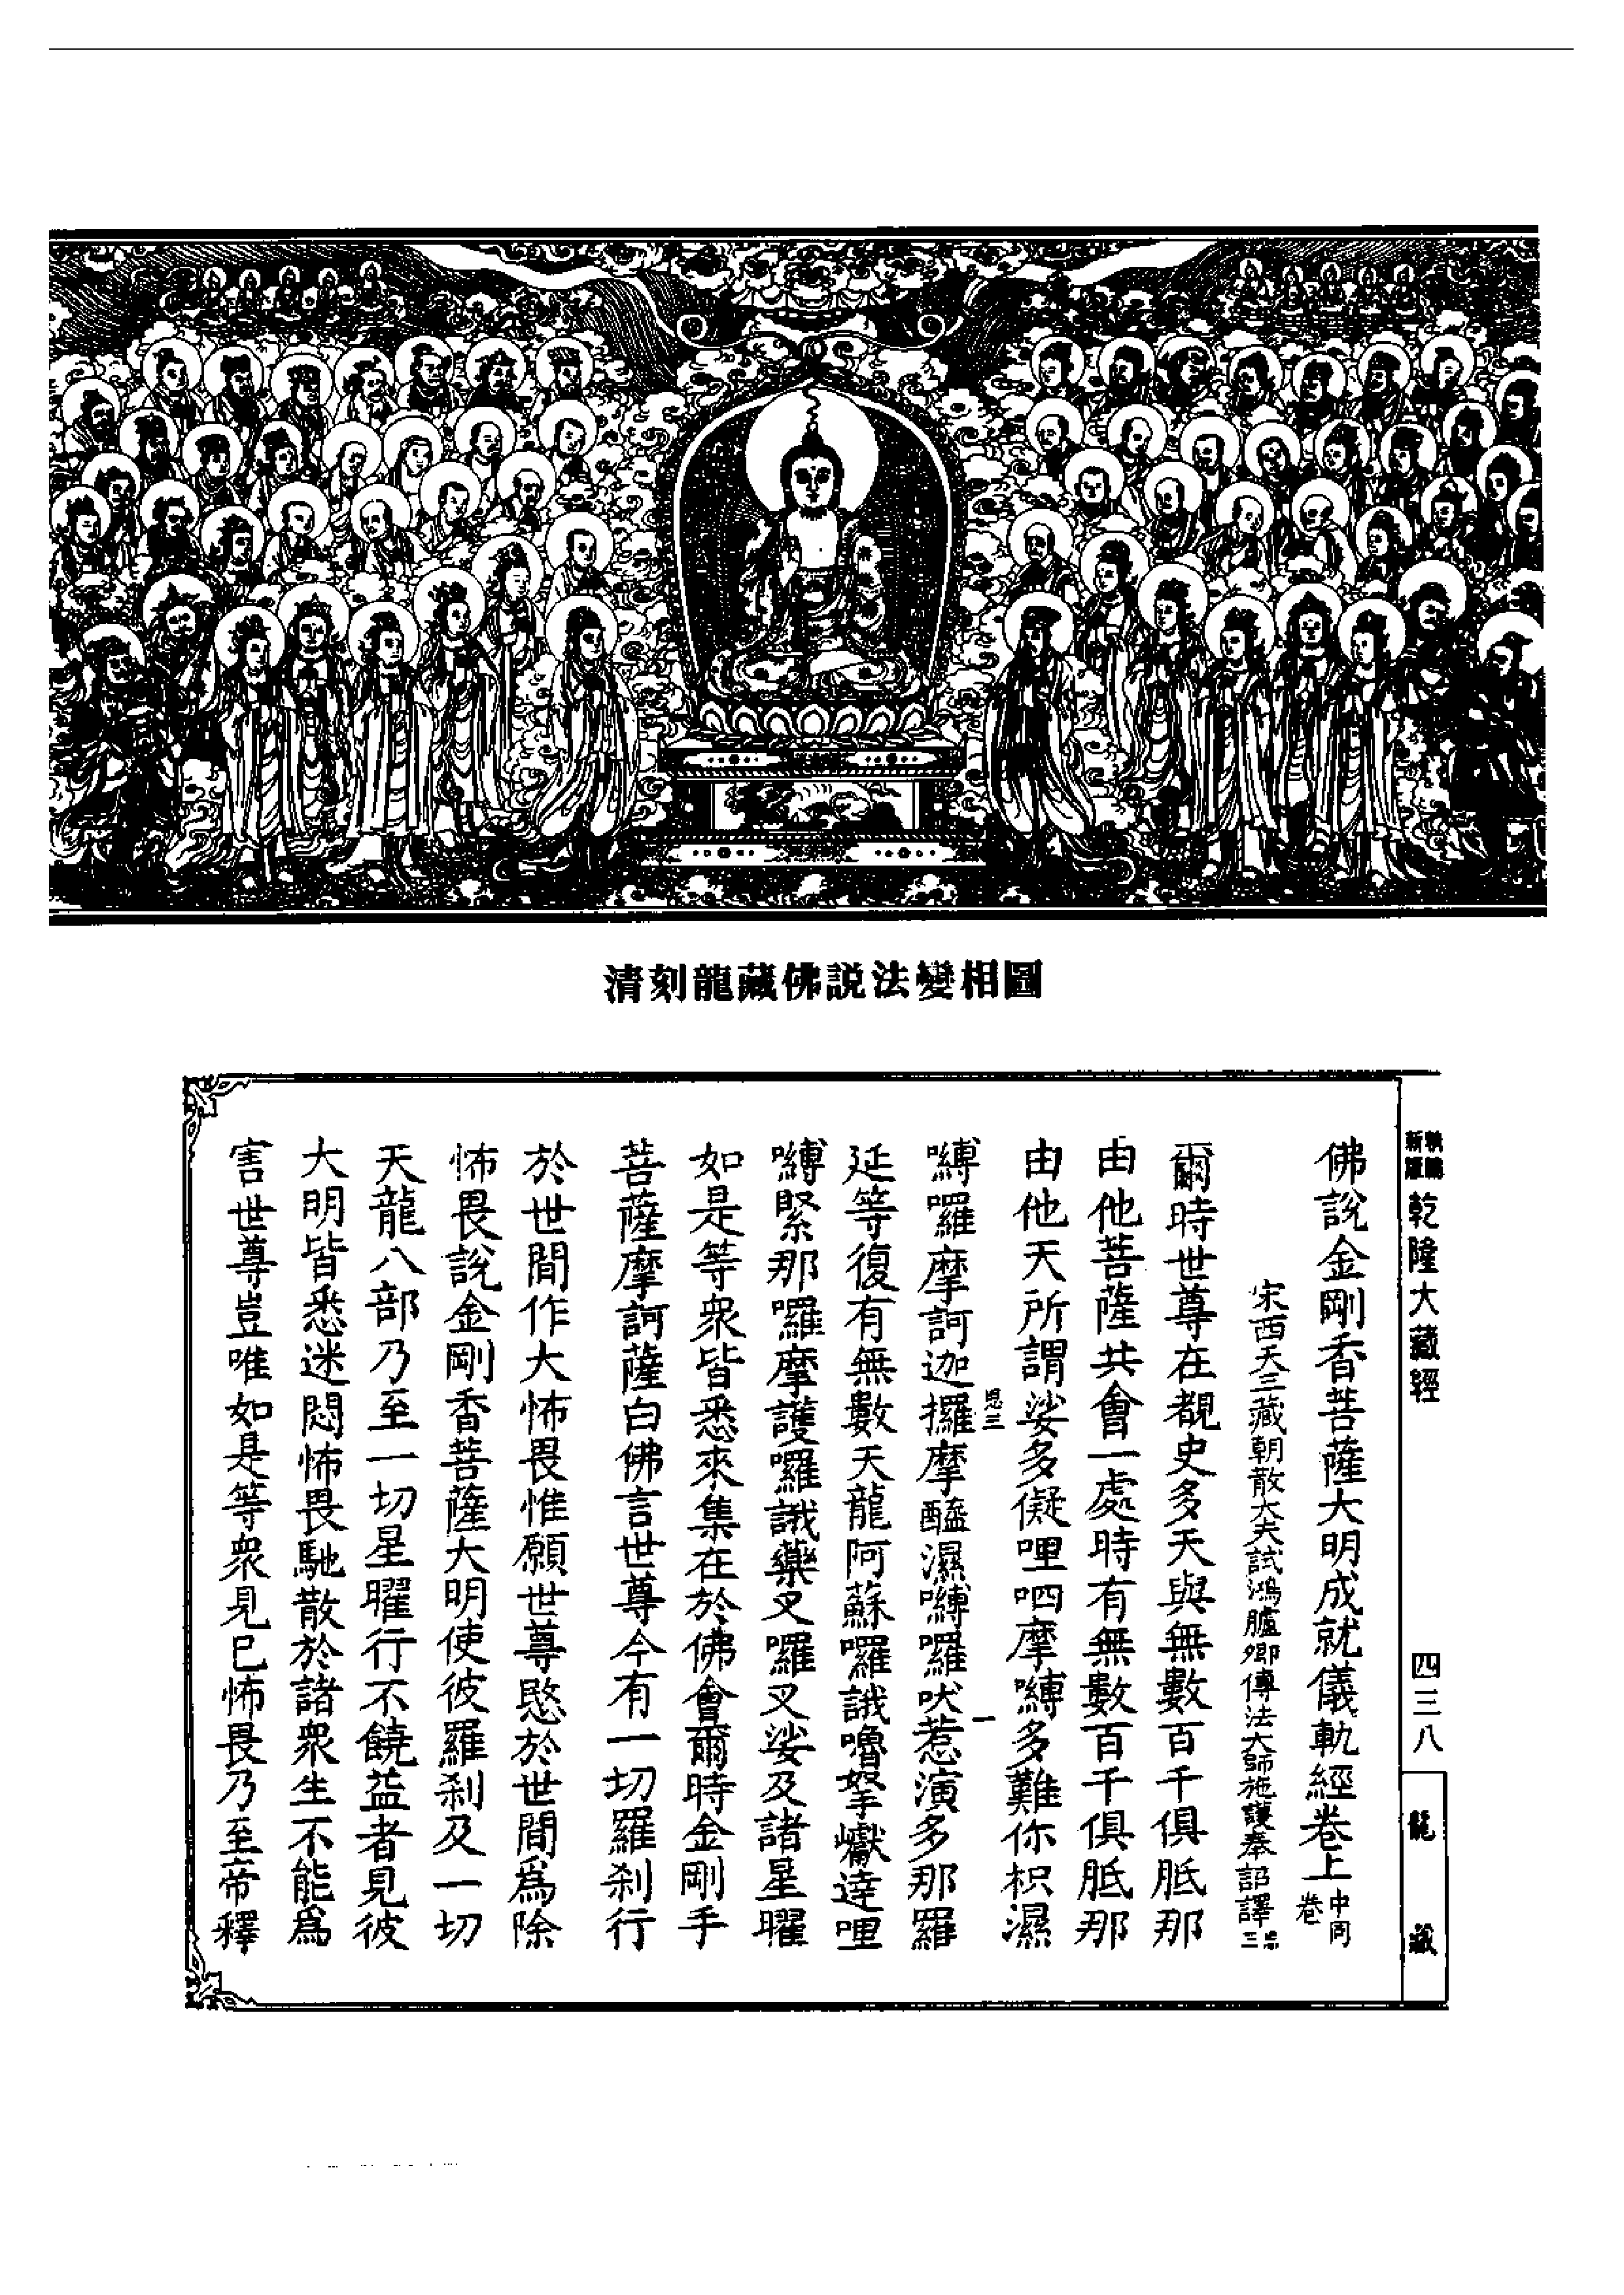 清刻龍藏佛説法變相圖
乾隆大藏經
四三八
龍藏
佛說金剛香菩薩大明成就儀軌經卷上中同卷
宋西天三藏朝散大夫試鴻臚卿傳法大師施護奉詔譯思三
爾時世尊在覩史多天與無數百千俱胝那
由他菩薩共會一處時有無數百千俱胝那
由他天所謂娑多儗哩呬摩嚩多難你枳濕
思三
一
嚩囉摩訶迦攞摩醯濕嚩囉吠惹演多那羅
延等復有無數天龍阿蘇囉誐嚕拏巘達哩
嚩緊那囉摩護囉誐藥叉囉叉娑及諸星曜
如是等衆皆悉來集在於佛會爾時金剛手
菩薩摩訶薩白佛言世尊今有一切羅刹行
於世間作大怖畏惟願世尊愍於世間爲除
怖畏說金剛香菩薩大明使彼羅刹及一切
天龍八部乃至一切星曜行不饒益者見彼
大明皆悉迷悶怖畏馳散於諸衆生不能爲
害世尊豈唯如是等衆見已怖畏乃至帝釋